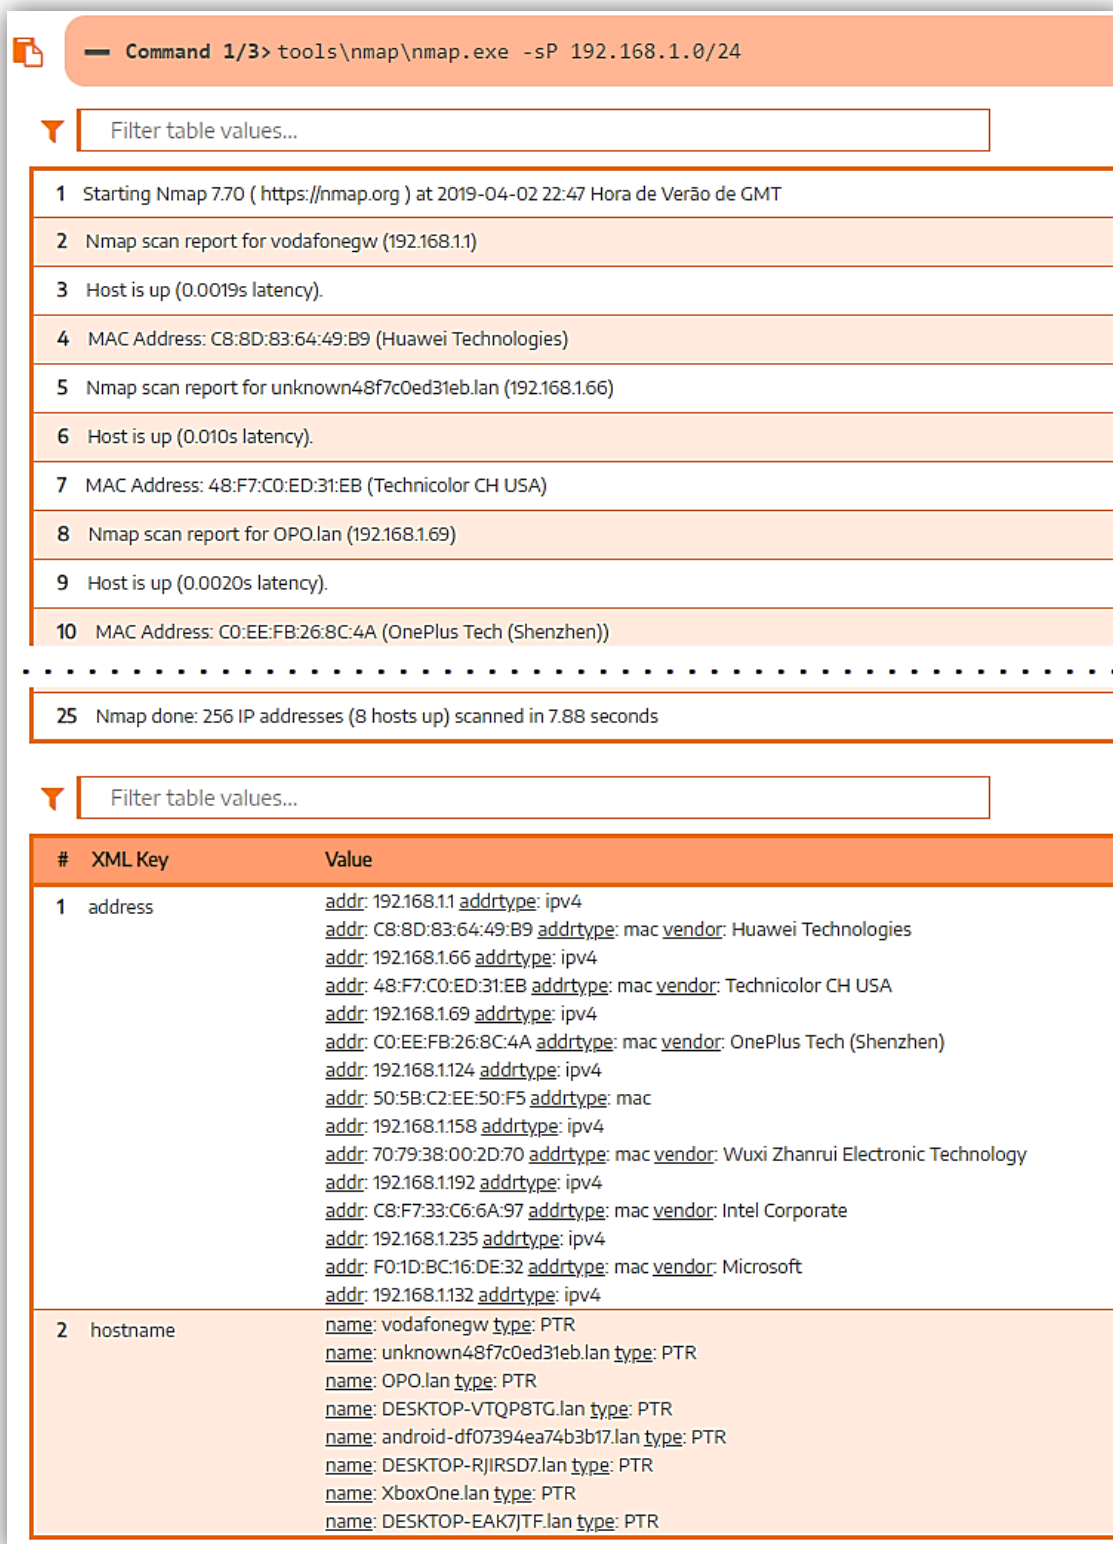 Command 1/3> tools\nmap\nmap.exe -sP 192.168.1.0/24
Filter table values...
1 Starting Nmap 7.70 ( https://nmap.org ) at 2019-04-02 22:47 Hora de Verão de GMT
2 Nmap scan report for vodafonegw (192.168.1.1)
3 Host is up (0.0019s latency).
4 MAC Address: C8:8D:83:64:49:B9 (Huawei Technologies)
5 Nmap scan report for unknown48f7c0ed31eb.lan (192.168.1.66)
6 Host is up (0.010s latency).
7 MAC Address: 48:F7:C0:ED:31:EB (Technicolor CH USA)
8 Nmap scan report for OPO.lan (192.168.1.69)
9 Host is up (0.0020s latency).
10 MAC Address: C0:EE:FB:26:8C:4A (OnePlus Tech (Shenzhen))
25 Nmap done: 256 IP addresses (8 hosts up) scanned in 7.88 seconds
Filter table values...
# XML Key Value
1 address addr: 192.168.1.1 addrtype: ipv4
addr: C8:8D:83:64:49:B9 addrtype: mac vendor: Huawei Technologies
addr: 192.168.1.66 addrtype: ipv4
addr: 48:F7:C0:ED:31:EB addrtype: mac vendor: Technicolor CH USA
addr: 192.168.1.69 addrtype: ipv4
addr: C0:EE:FB:26:8C:4A addrtype: mac vendor: OnePlus Tech (Shenzhen)
addr: 192.168.1.124 addrtype: ipv4
addr: 50:5B:C2:EE:50:F5 addrtype: mac
addr: 192.168.1.158 addrtype: ipv4
addr: 70:79:38:00:2D:70 addrtype: mac vendor: Wuxi Zhanrui Electronic Technology
addr: 192.168.1.192 addrtype: ipv4
addr: C8:F7:33:C6:6A:97 addrtype: mac vendor: Intel Corporate
addr: 192.168.1.235 addrtype: ipv4
addr: F0:1D:BC:16:DE:32 addrtype: mac vendor: Microsoft
addr: 192.168.1.132 addrtype: ipv4
2 hostname name: vodafonegw type: PTR
name: unknown48f7c0ed31eb.lan type: PTR
name: OPO.lan type: PTR
name: DESKTOP-VTQP8TG.lan type: PTR
name: android-df07394ea74b3b17.lan type: PTR
name: DESKTOP-RJIRSD7.lan type: PTR
name: XboxOne.lan type: PTR
name: DESKTOP-EAK7JTF.lan type: PTR